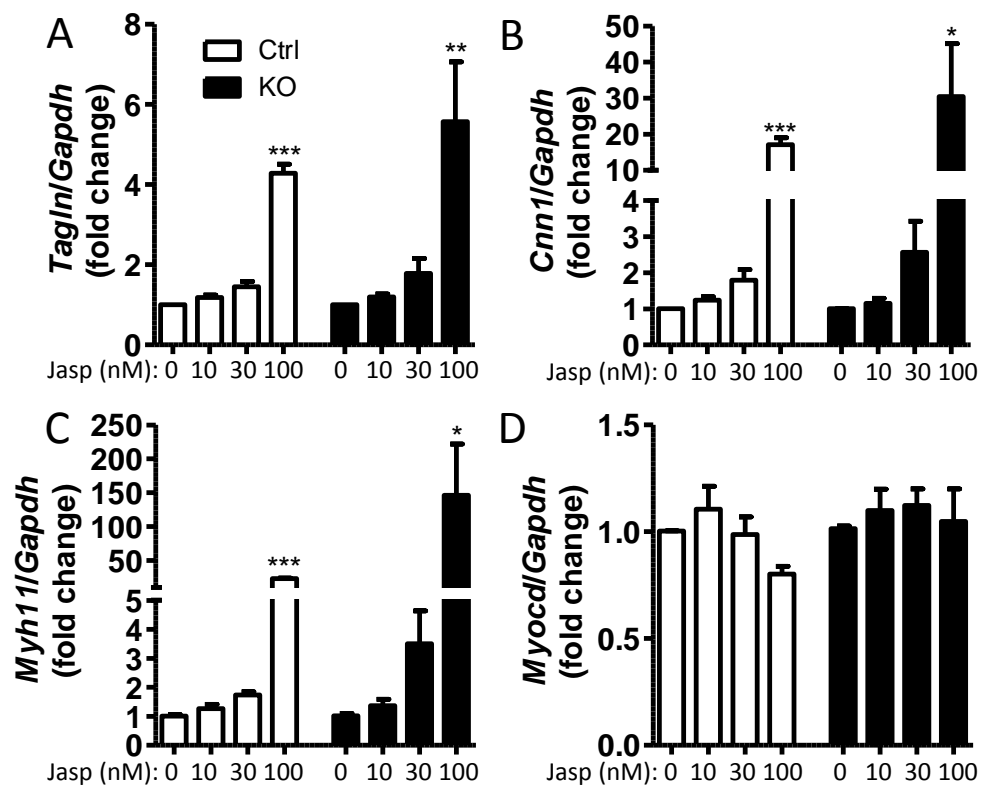 A
Tagln/Gapdh
(fold change)
8
6
4
2
0
Ctrl
KO
***
**
Jasp (nM): 0 10 30 100 0 10 30 100
B
Cnn1/Gapdh
(fold change)
50
40
30
20
10
4
3
2
1
0
***
*
Jasp (nM): 0 10 30 100 0 10 30 100
C
Myh11/Gapdh
(fold change)
250
200
150
100
50
5
4
3
2
1
0
***
*
Jasp (nM): 0 10 30 100 0 10 30 100
D
Myocd/Gapdh
(fold change)
1.5
1.0
0.5
0.0
Jasp (nM): 0 10 30 100 0 10 30 100